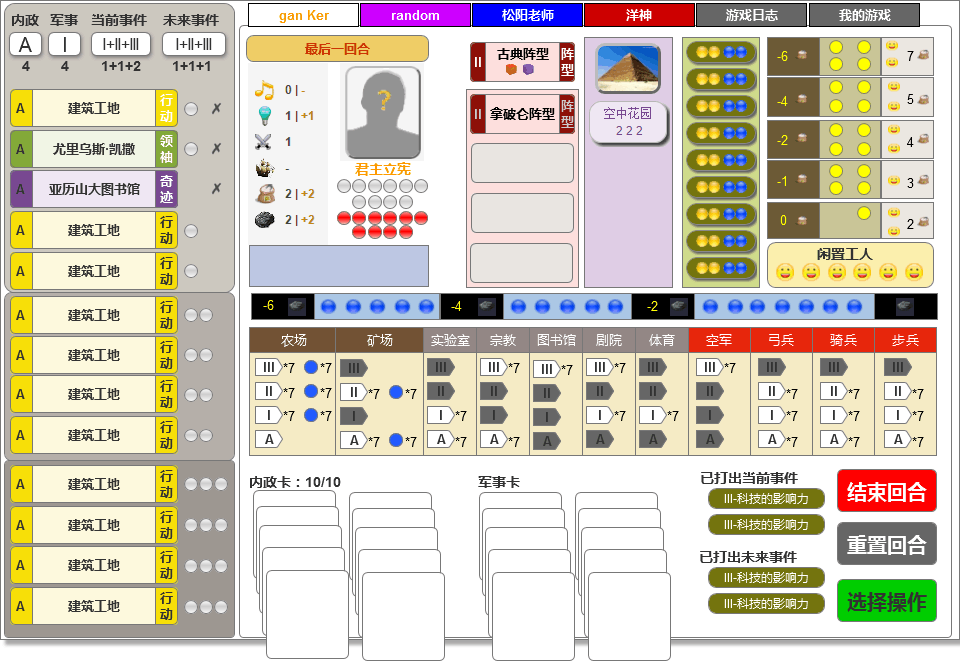 内政 军事 当前事件 未来事件
A I I+II+III I+II+III
4 4 1+1+2 1+1+1
A 建筑工地 行动 ✗
A 尤里乌斯·凯撒 领袖 ✗
A 亚历山大图书馆 奇迹 ✗
A 建筑工地 行动
A 建筑工地 行动
A 建筑工地 行动
A 建筑工地 行动
A 建筑工地 行动
A 建筑工地 行动
A 建筑工地 行动
A 建筑工地 行动
A 建筑工地 行动
A 建筑工地 行动
gan Ker random 松阳老师 洋神 游戏日志 我的游戏
最后一回合
0 | -
1 | +1
1
-
2 | +2
2 | +2
?
君主立宪
II 古典阵型 阵型
II 拿破仑阵型 阵型
空中花园
2 2 2
-6 7
-4 5
-2 4
-1 3
0 2
闲置工人
-6 -4 -2
农场 矿场 实验室 宗教 图书馆 剧院 体育 空军 弓兵 骑兵 步兵
III *7 *7 III III III *7 III *7 III *7 III III *7 III III III
II *7 *7 II *7 *7 II II II II II II II *7 II *7 II *7
I *7 *7 I I *7 I I I *7 I *7 I I *7 I *7 I *7
A A *7 *7 A *7 A *7 A A A A A *7 A *7 A *7
内政卡：10/10 军事卡
已打出当前事件
III-科技的影响力
III-科技的影响力
已打出未来事件
III-科技的影响力
III-科技的影响力
结束回合
重置回合
选择操作